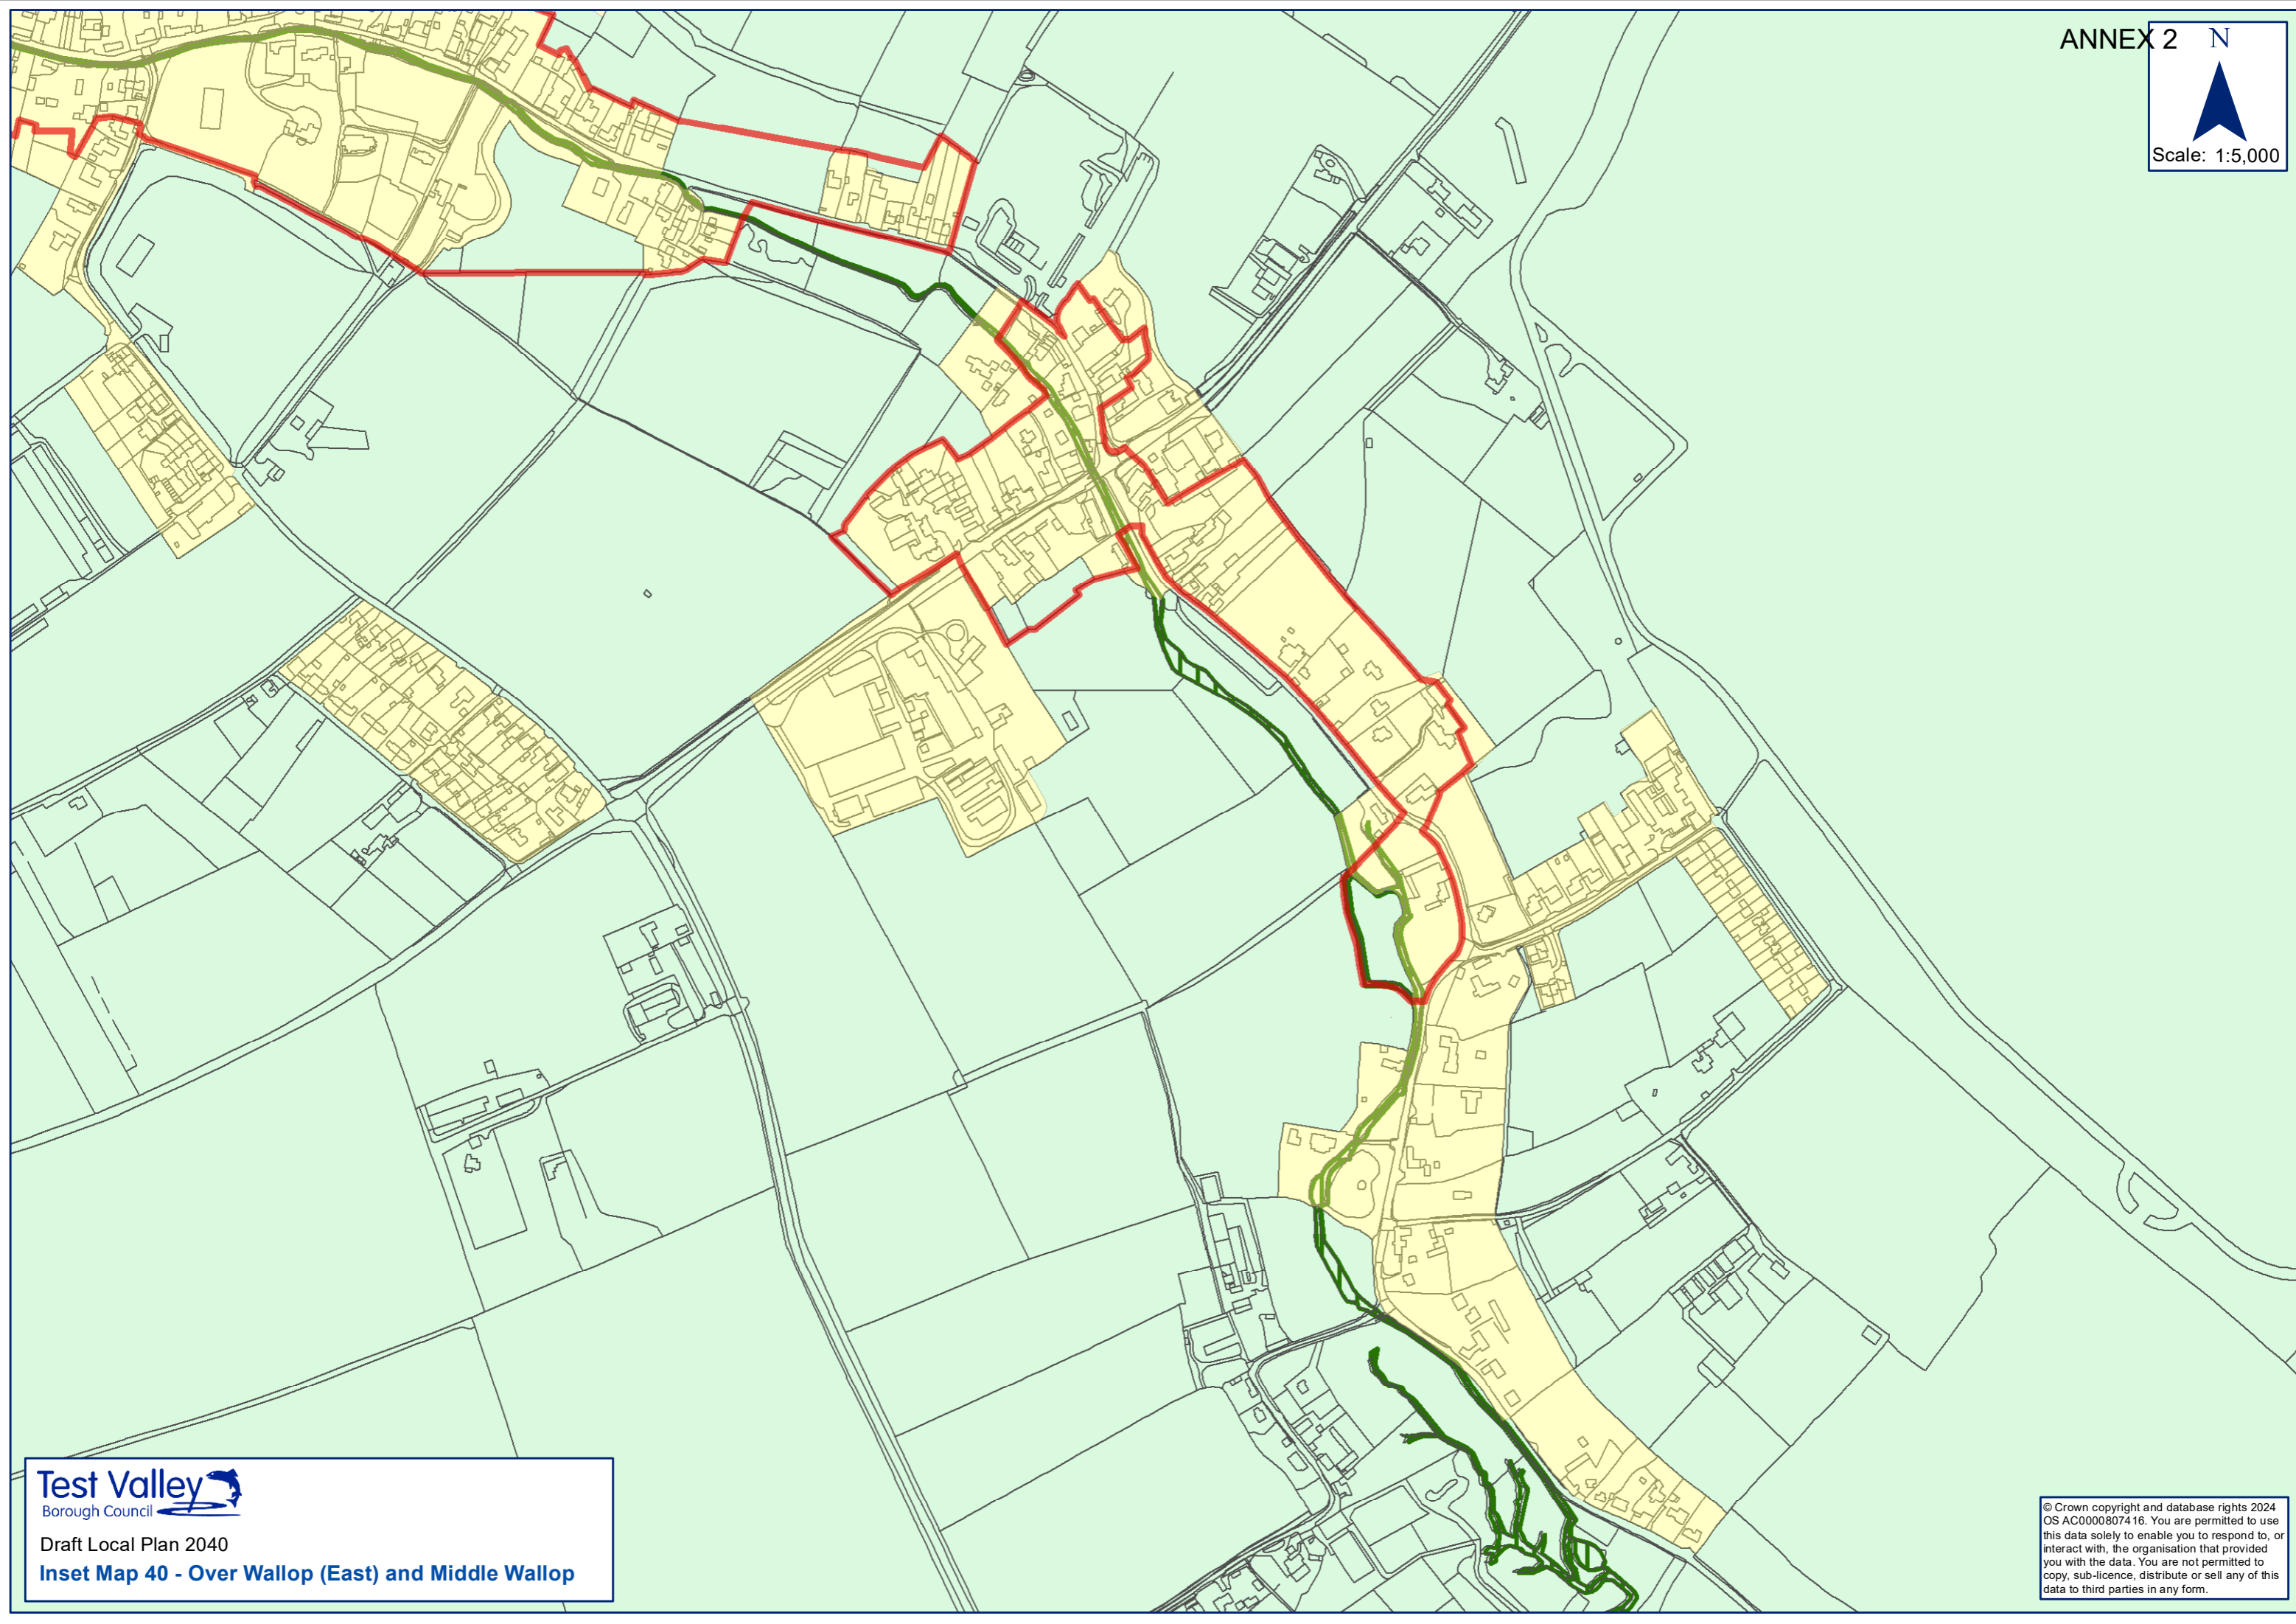 ANNEX 2
N
Scale: 1:5,000
Test Valley
Borough Council
Draft Local Plan 2040
Inset Map 40 - Over Wallop (East) and Middle Wallop
© Crown copyright and database rights 2024
OS AC0000807416. You are permitted to use
this data solely to enable you to respond to, or
interact with, the organisation that provided
you with the data. You are not permitted to
copy, sub-licence, distribute or sell any of this
data to third parties in any form.